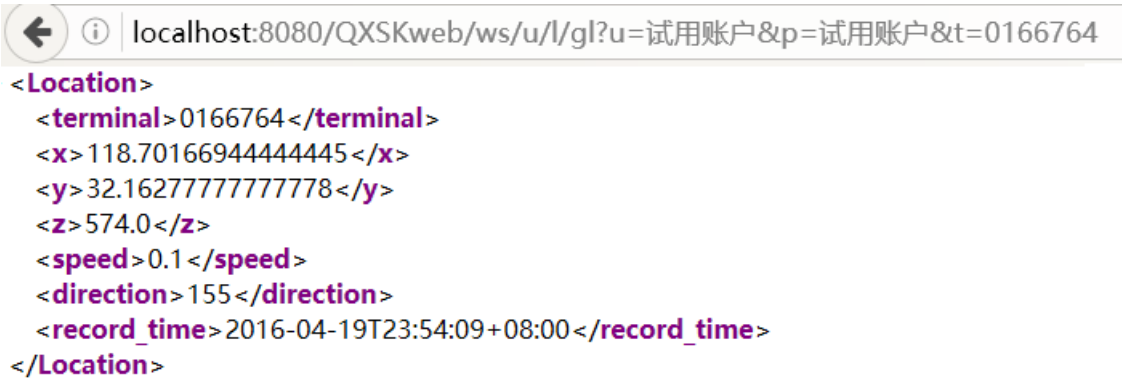 localhost:8080/QXSKweb/ws/u/l/gl?u=试用账户&p=试用账户&t=0166764
<Location>
<terminal>0166764</terminal>
<x>118.70166944444445</x>
<y>32.16277777777778</y>
<z>574.0</z>
<speed>0.1</speed>
<direction>155</direction>
<record_time>2016-04-19T23:54:09+08:00</record_time>
</Location>